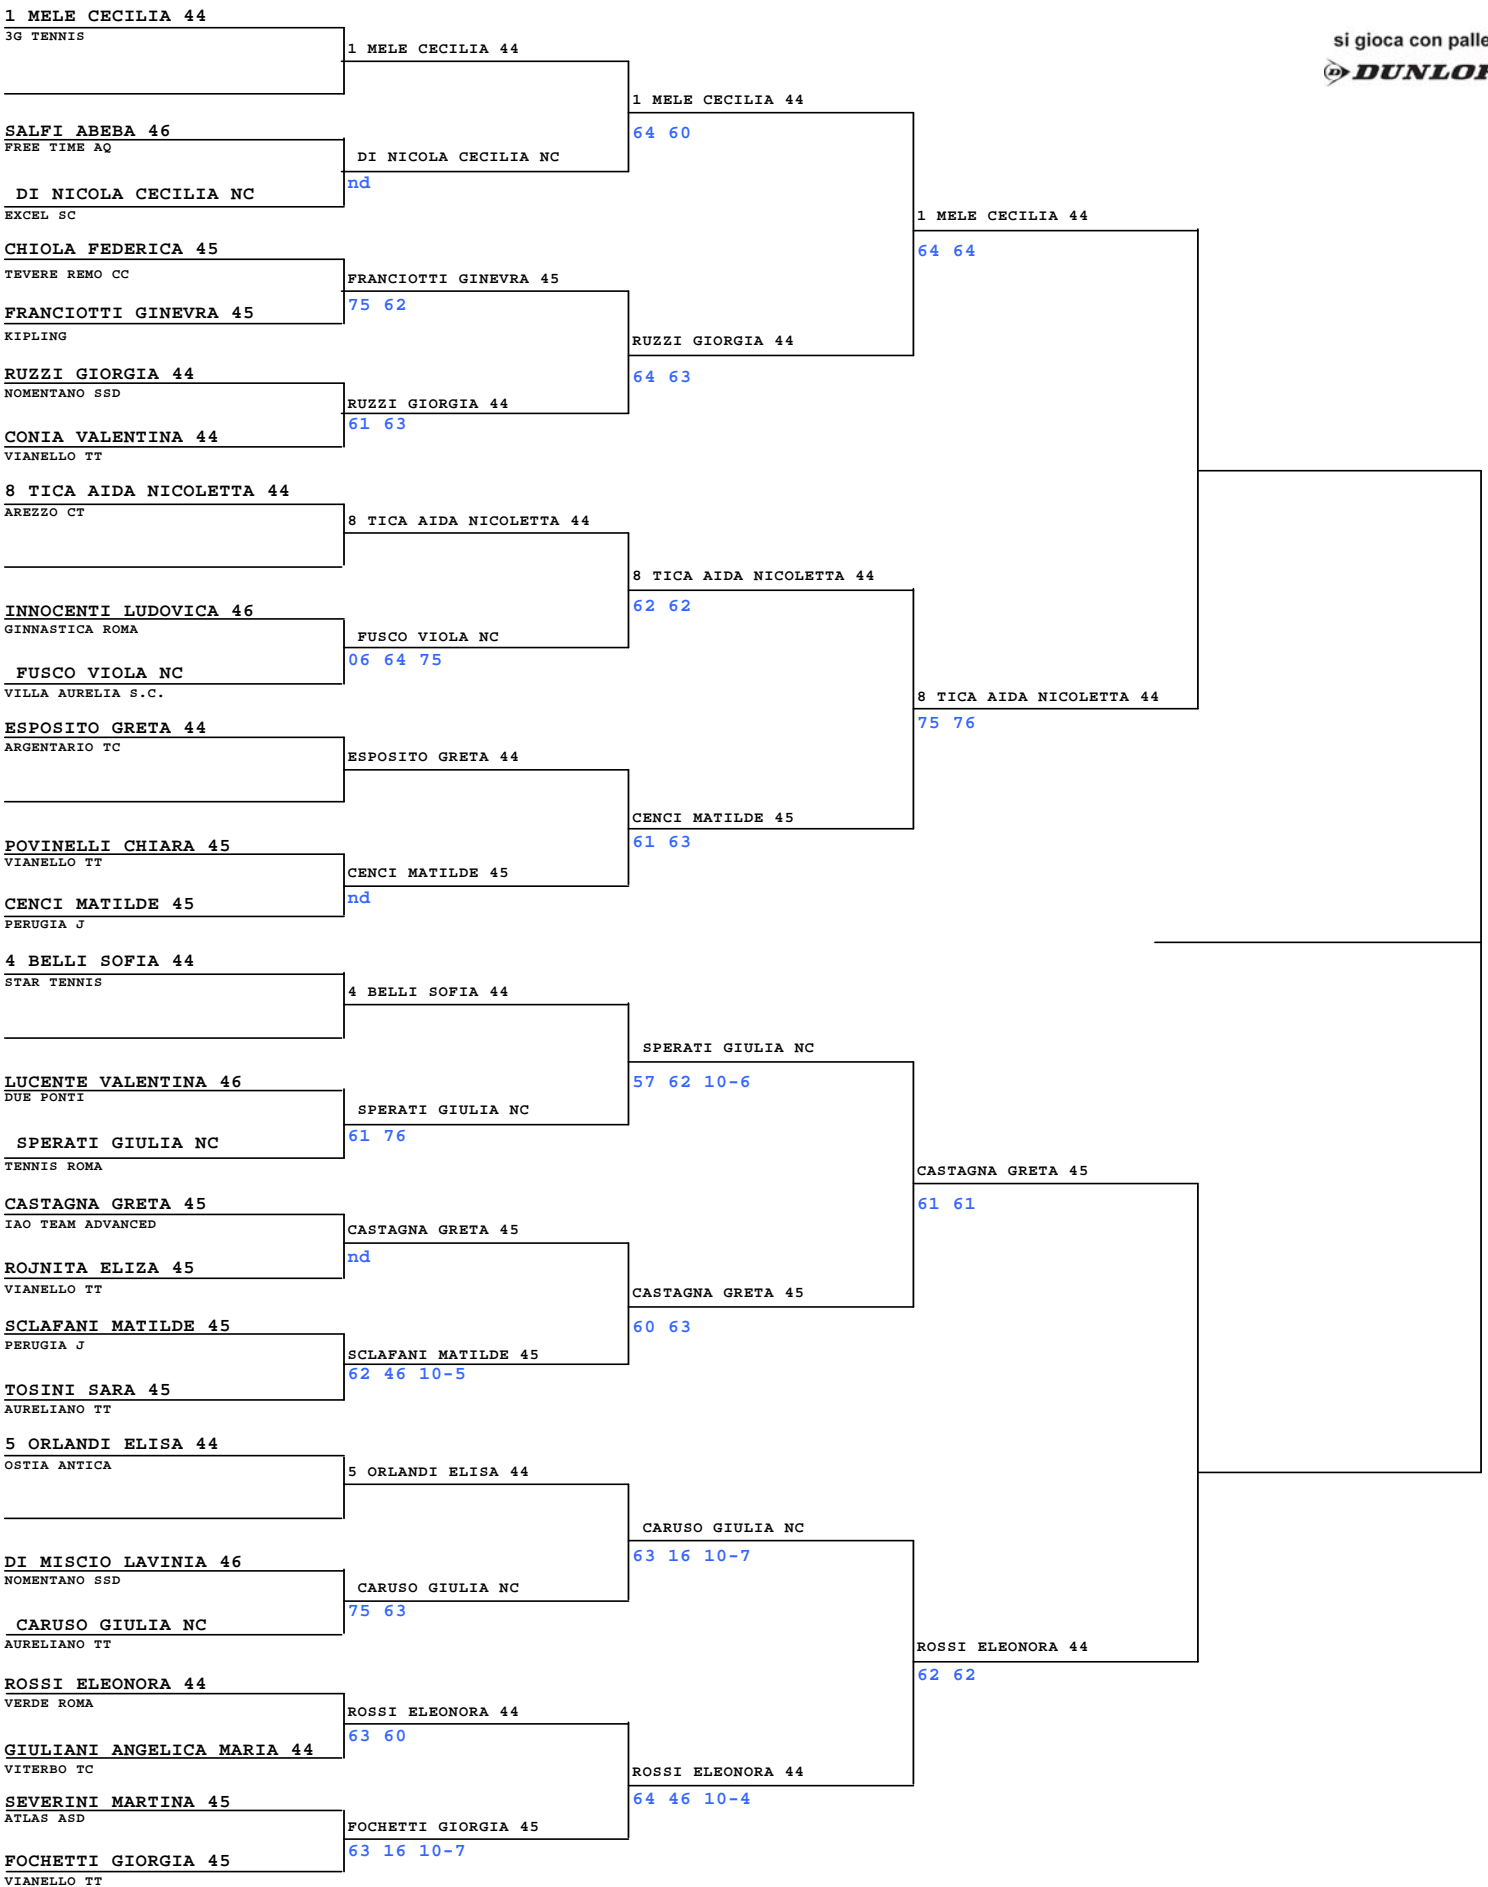 1 MELE CECILIA 44
3G TENNIS
SALFI ABEBA 46
FREE TIME AQ
DI NICOLA CECILIA NC
EXCEL SC
CHIOLA FEDERICA 45
TEVERE REMO CC
FRANCIOTTI GINEVRA 45
KIPLING
RUZZI GIORGIA 44
NOMENTANO SSD
CONIA VALENTINA 44
VIANELLO TT
8 TICA AIDA NICOLETTA 44
AREZZO CT
INNOCENTI LUDOVICA 46
GINNASTICA ROMA
FUSCO VIOLA NC
VILLA AURELIA S.C.
ESPOSITO GRETA 44
ARGENTARIO TC
POVINELLI CHIARA 45
VIANELLO TT
CENCI MATILDE 45
PERUGIA J
4 BELLI SOFIA 44
STAR TENNIS
LUCENTE VALENTINA 46
DUE PONTI
SPERATI GIULIA NC
TENNIS ROMA
CASTAGNA GRETA 45
IAO TEAM ADVANCED
ROJNITA ELIZA 45
VIANELLO TT
SCLAFANI MATILDE 45
PERUGIA J
TOSINI SARA 45
AURELIANO TT
5 ORLANDI ELISA 44
OSTIA ANTICA
DI MISCIO LAVINIA 46
NOMENTANO SSD
CARUSO GIULIA NC
AURELIANO TT
ROSSI ELEONORA 44
VERDE ROMA
GIULIANI ANGELICA MARIA 44
VITERBO TC
SEVERINI MARTINA 45
ATLAS ASD
FOCHETTI GIORGIA 45
VIANELLO TT
1 MELE CECILIA 44
DI NICOLA CECILIA NC
nd
FRANCIOTTI GINEVRA 45
75 62
RUZZI GIORGIA 44
61 63
8 TICA AIDA NICOLETTA 44
FUSCO VIOLA NC
06 64 75
ESPOSITO GRETA 44
CENCI MATILDE 45
nd
4 BELLI SOFIA 44
SPERATI GIULIA NC
61 76
CASTAGNA GRETA 45
nd
SCLAFANI MATILDE 45
62 46 10-5
5 ORLANDI ELISA 44
CARUSO GIULIA NC
75 63
ROSSI ELEONORA 44
63 60
FOCHETTI GIORGIA 45
63 16 10-7
1 MELE CECILIA 44
64 60
RUZZI GIORGIA 44
64 63
8 TICA AIDA NICOLETTA 44
62 62
CENCI MATILDE 45
61 63
SPERATI GIULIA NC
57 62 10-6
CASTAGNA GRETA 45
60 63
CARUSO GIULIA NC
63 16 10-7
ROSSI ELEONORA 44
64 46 10-4
1 MELE CECILIA 44
64 64
8 TICA AIDA NICOLETTA 44
75 76
CASTAGNA GRETA 45
61 61
ROSSI ELEONORA 44
62 62
si gioca con palle
DUNLOP